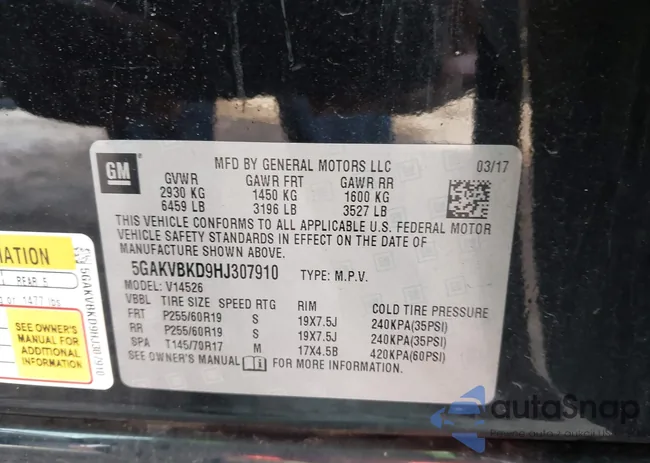 GM
MFD BY GENERAL MOTORS LLC
03/17
GVWR GAWR FRT GAWR RR
2930 KG 1450 KG 1600 KG
6459 LB 3196 LB 3527 LB
THIS VEHICLE CONFORMS TO ALL APPLICABLE U.S. FEDERAL MOTOR
VEHICLE SAFETY STANDARDS IN EFFECT ON THE DATE OF
MANUFACTURE SHOWN ABOVE.
5GAKVBKD9HJ307910 TYPE: M.P.V.
MODEL: V14526
VBBL TIRE SIZE SPEED RTG RIM COLD TIRE PRESSURE
FRT P255/60R19 S 19X7.5J 240KPA(35PSI)
RR P255/60R19 S 19X7.5J 240KPA(35PSI)
SPA T145/70R17 M 17X4.5B 420KPA(60PSI)
SEE OWNER'S MANUAL FOR MORE INFORMATION.
REAR 5
SEE OWNER'S
MANUAL FOR
ADDITIONAL
INFORMATION
5GAKVBKD9HJ307910
autaSnap